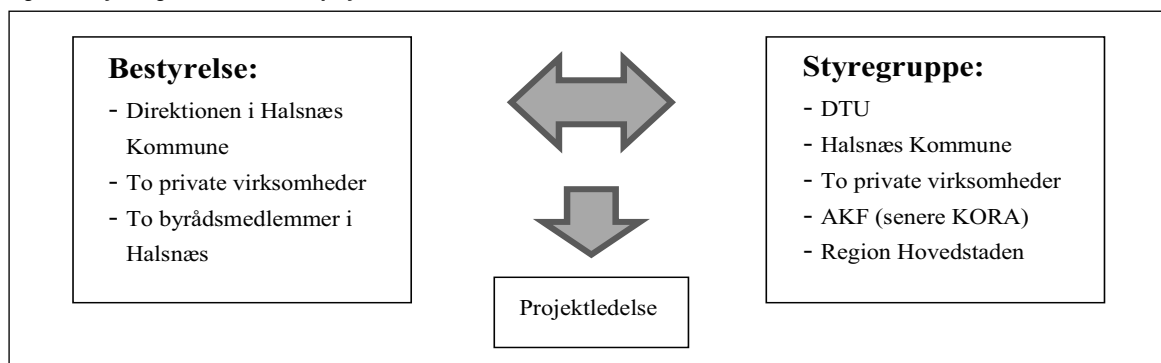 Bestyrelse:
- Direktionen i Halsnæs
Kommune
- To private virksomheder
- To byrådsmedlemmer i
Halsnæs
Styregruppe:
- DTU
- Halsnæs Kommune
- To private virksomheder
- AKF (senere KORA)
- Region Hovedstaden
Projektledelse